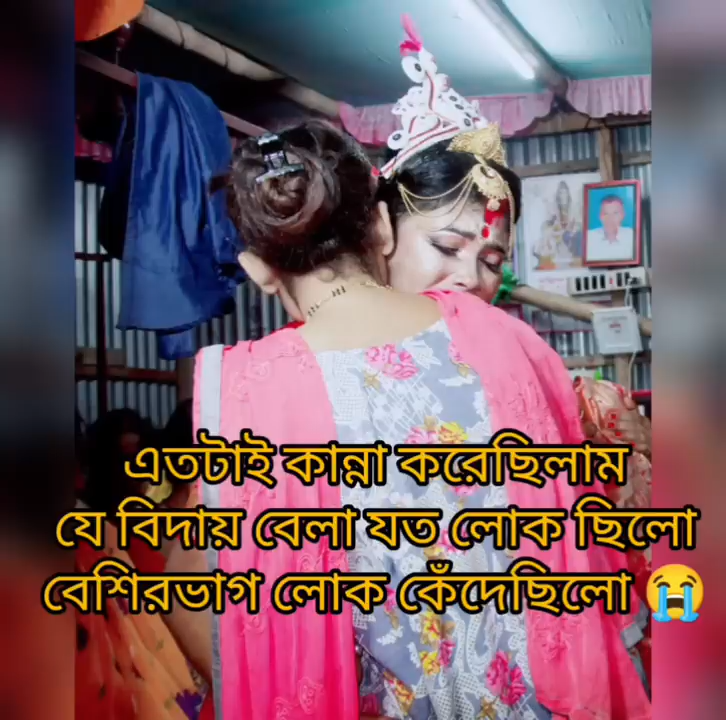 এতটাই কান্না করেছিলাম
যে বিদায় বেলা যত লোক ছিলো
বেশিরভাগ লোক কেঁদেছিলো 😭